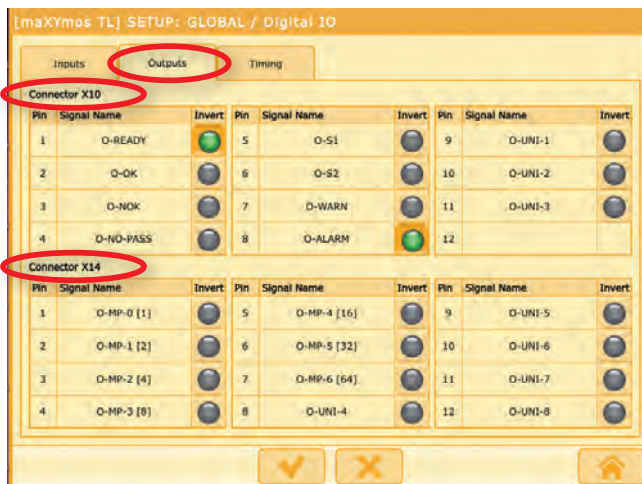 [maXYmos TL] SETUP: GLOBAL / Digital IO
Inputs Outputs Timing
Connector X10
Pin Signal Name Invert Pin Signal Name Invert Pin Signal Name Invert
1 O-READY 5 O-S1 9 O-UNI-1
2 O-OK 6 O-S2 10 O-UNI-2
3 O-NOK 7 O-WARN 11 O-UNI-3
4 O-NO-PASS 8 O-ALARM 12
Connector X14
Pin Signal Name Invert Pin Signal Name Invert Pin Signal Name Invert
1 O-MP-0 [1] 5 O-MP-4 [16] 9 O-UNI-5
2 O-MP-1 [2] 6 O-MP-5 [32] 10 O-UNI-6
3 O-MP-2 [4] 7 O-MP-6 [64] 11 O-UNI-7
4 O-MP-3 [8] 8 O-UNI-4 12 O-UNI-8